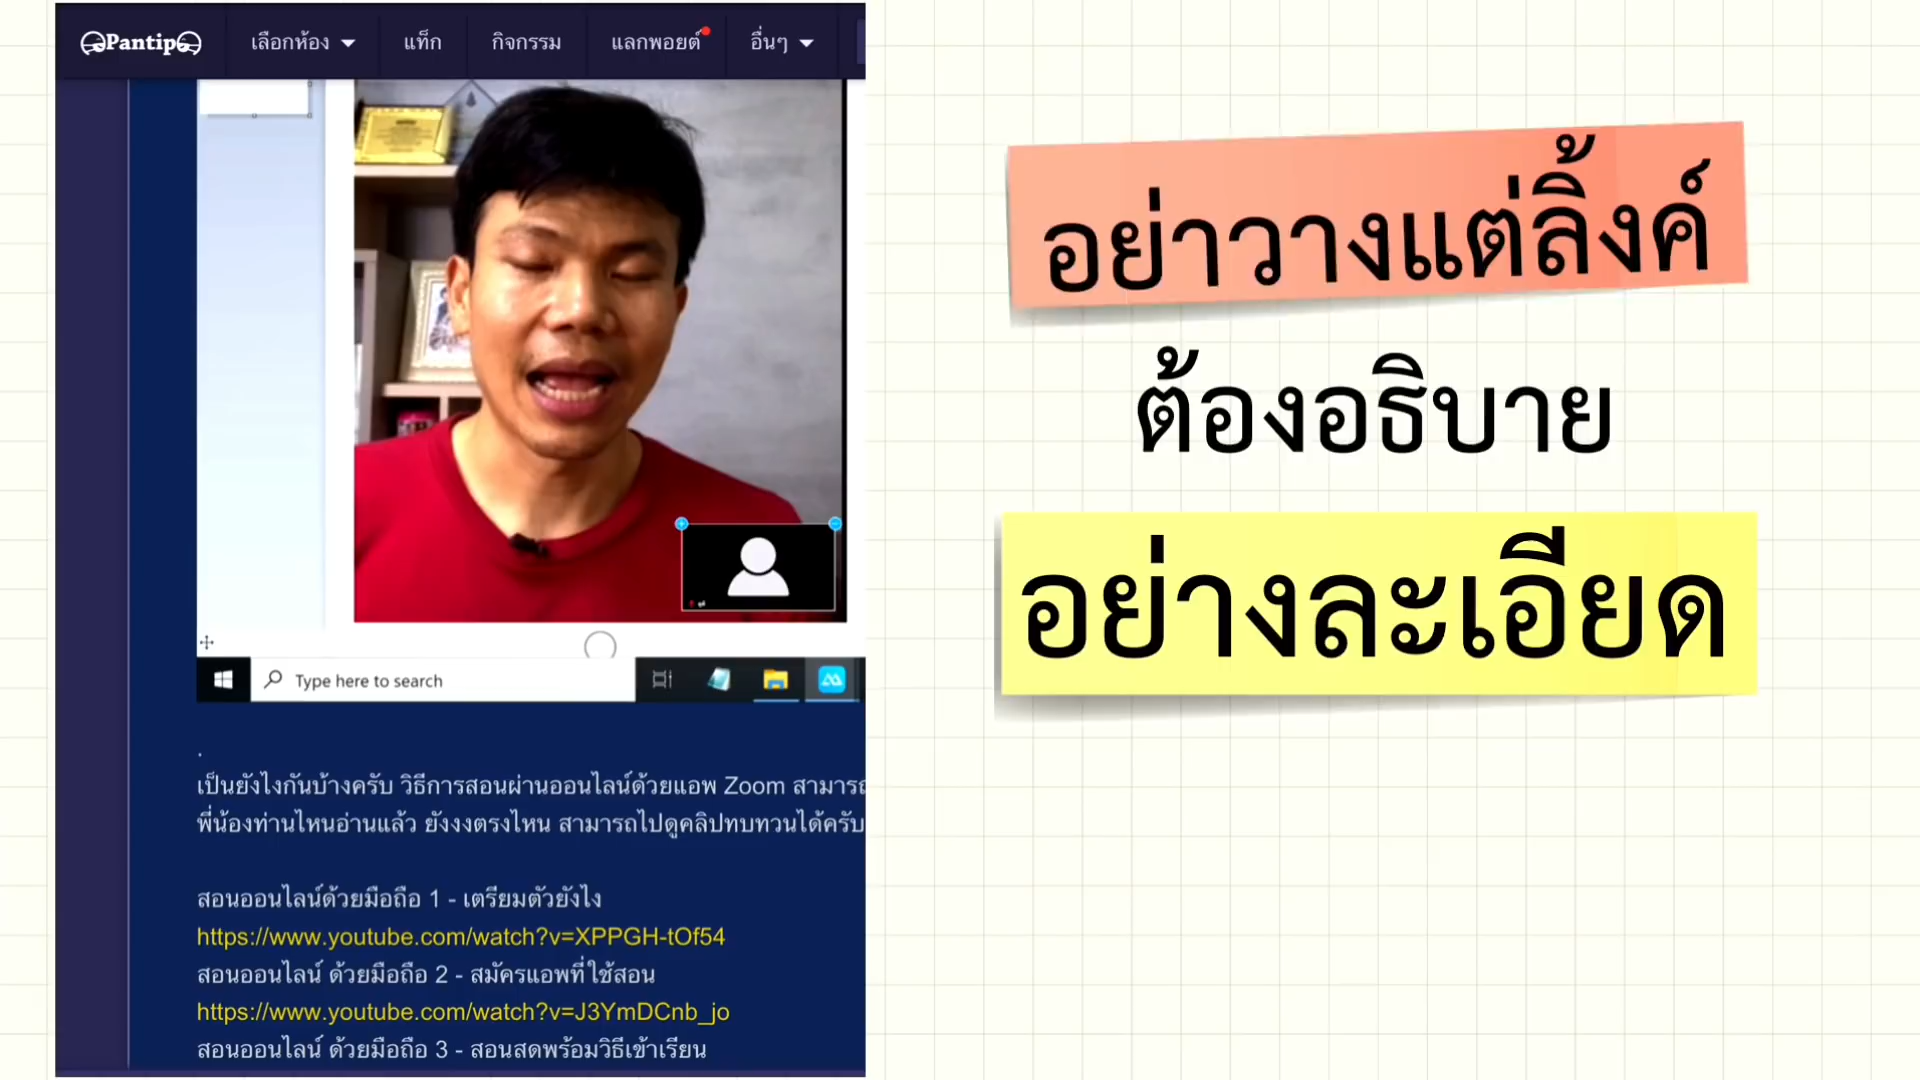 Pantip
เลือกห้อง
แท็ก
กิจกรรม
แลกพอยต์
อื่นๆ
Type here to search
.
เป็นยังไงกันบ้างครับ วิธีการสอนผ่านออนไลน์ด้วยแอพ Zoom
พี่น้องท่านไหนอ่านแล้ว ยังงงตรงไหน สามารถไปดูคลิปทบทวนได้ครับ
สอนออนไลน์ด้วยมือถือ 1 - เตรียมตัวยังไง
https://www.youtube.com/watch?v=XPPGH-tOf54
สอนออนไลน์ ด้วยมือถือ 2 - สมัครแอพที่ใช้สอน
https://www.youtube.com/watch?v=J3YmDCnb_jo
สอนออนไลน์ ด้วยมือถือ 3 - สอนสดพร้อมวิธีเข้าเรียน
อย่าวางแต่ลิ้งค์
ต้องอธิบาย
อย่างละเอียด